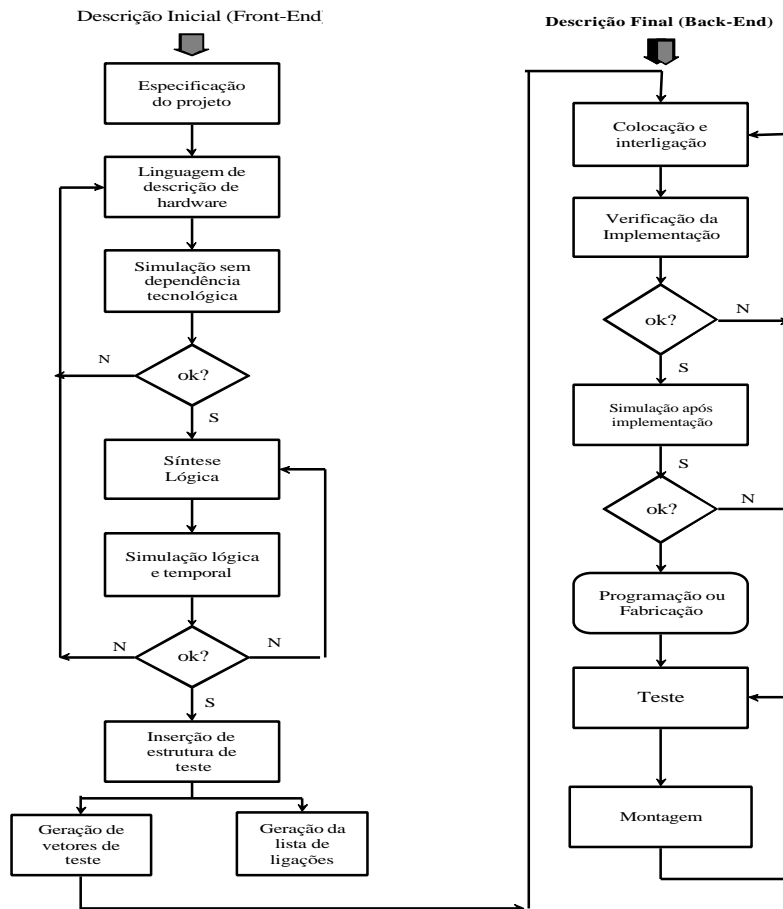 Descrição Inicial (Front-End)
Especificação
do projeto
Linguagem de
descrição de
hardware
Simulação sem
dependência
tecnológica
N
ok?
S
Síntese
Lógica
Simulação lógica
e temporal
N
ok?
N
S
Inserção de
estrutura de
teste
Geração de
vetores de
teste
Geração da
lista de
ligações
Descrição Final (Back-End)
Colocação e
interligação
Verificação da
Implementação
ok?
N
S
Simulação após
implementação
S
ok?
N
Programação ou
Fabricação
Teste
Montagem